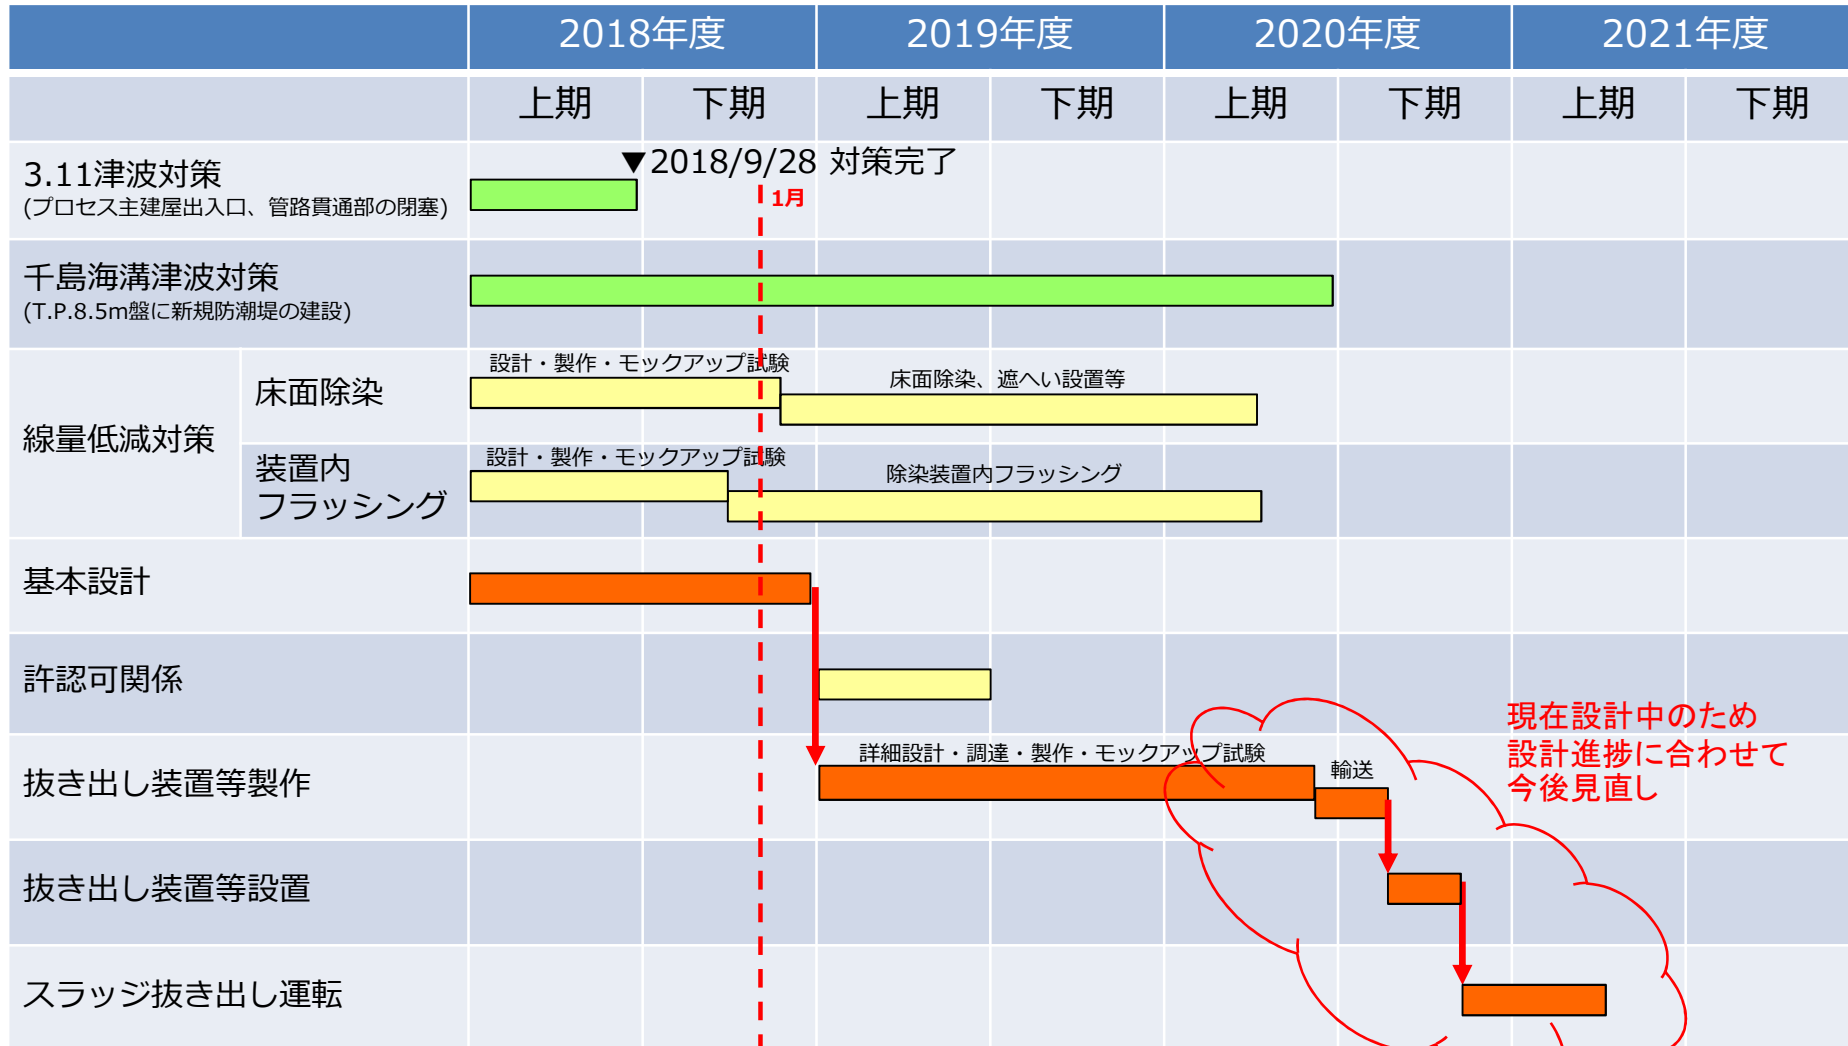 2018年度 2019年度 2020年度 2021年度
上期 下期 上期 下期 上期 下期 上期 下期
3.11津波対策
(プロセス主建屋出入口、管路貫通部の閉塞)
▼2018/9/28 対策完了
1月
千島海溝津波対策
(T.P.8.5m盤に新規防潮堤の建設)
線量低減対策
床面除染
設計・製作・モックアップ試験
床面除染、遮へい設置等
装置内
フラッシング
設計・製作・モックアップ試験
除染装置内フラッシング
基本設計
許認可関係
現在設計中のため
設計進捗に合わせて
今後見直し
抜き出し装置等製作
詳細設計・調達・製作・モックアップ試験
輸送
抜き出し装置等設置
スラッジ抜き出し運転